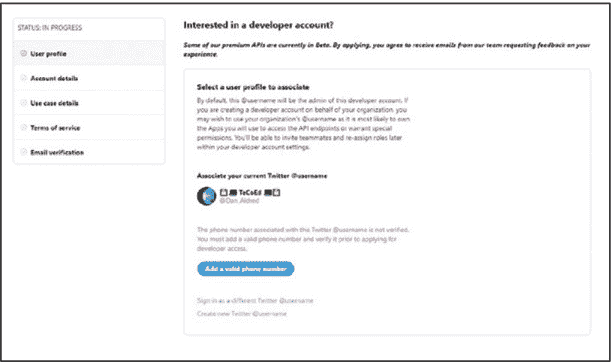 STATUS: IN PROGRESS
User profile
Account details
Use case details
Terms of service
Email verification
Interested in a developer account?
Some of our premium APIs are currently in Beta. By applying, you agree to receive emails from our team requesting feedback on your
experience.
Select a user profile to associate
By default, this @username will be the admin of this developer account. If
you are creating a developer account on behalf of your organization, you
may wish to use your organization's @username as it is most likely to own
the Apps you will use to access the API endpoints or warrant special
permissions. You'll be able to invite teammates and re-assign roles later
within your developer account settings.
Associate your current Twitter @username
TeCoEd
@Dan_Aldred
The phone number associated with this Twitter @username is not verified.
You must add a valid phone number and verify it prior to applying for
developer access.
Add a valid phone number
Sign in as a different Twitter @username
Create new Twitter @username